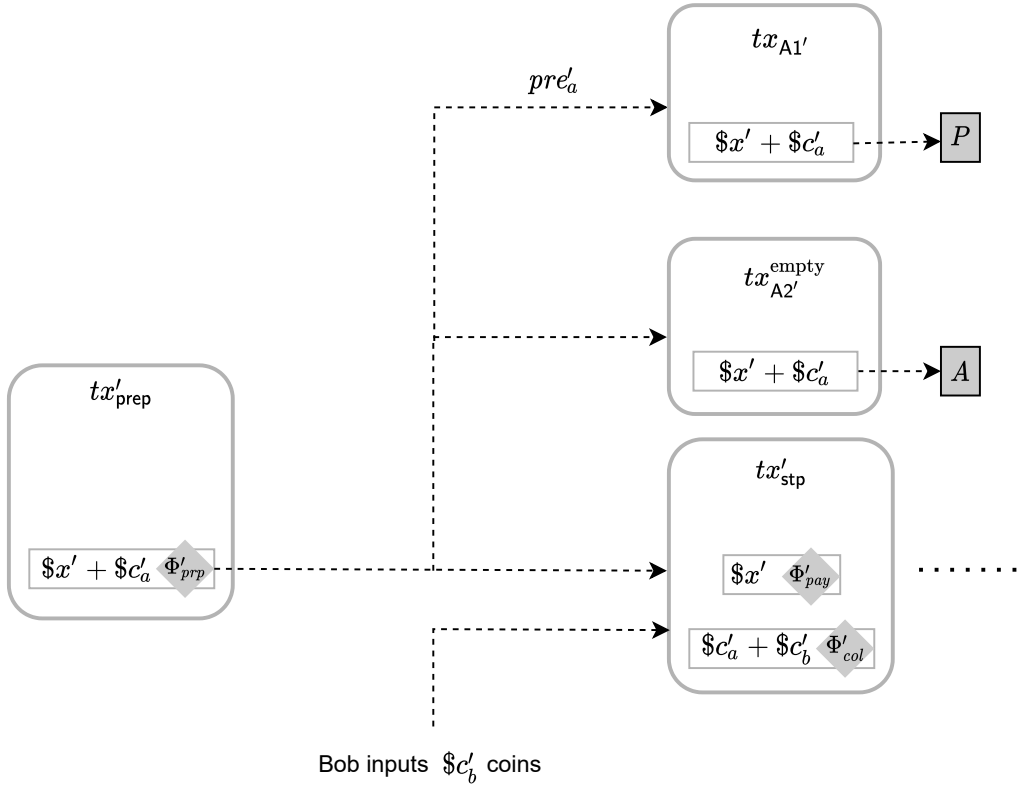 tx_A1′
pre′_a
$x′ + $c′_a
P
tx^empty_A2′
$x′ + $c′_a
A
tx′_prep
$x′ + $c′_a Φ′_prp
tx′_stp
$x′ Φ′_pay
$c′_a + $c′_b Φ′_col
Bob inputs $c′_b coins